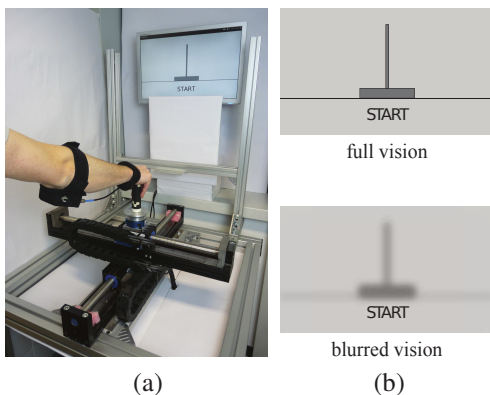 START
START
full vision
START
blurred vision
(a)
(b)